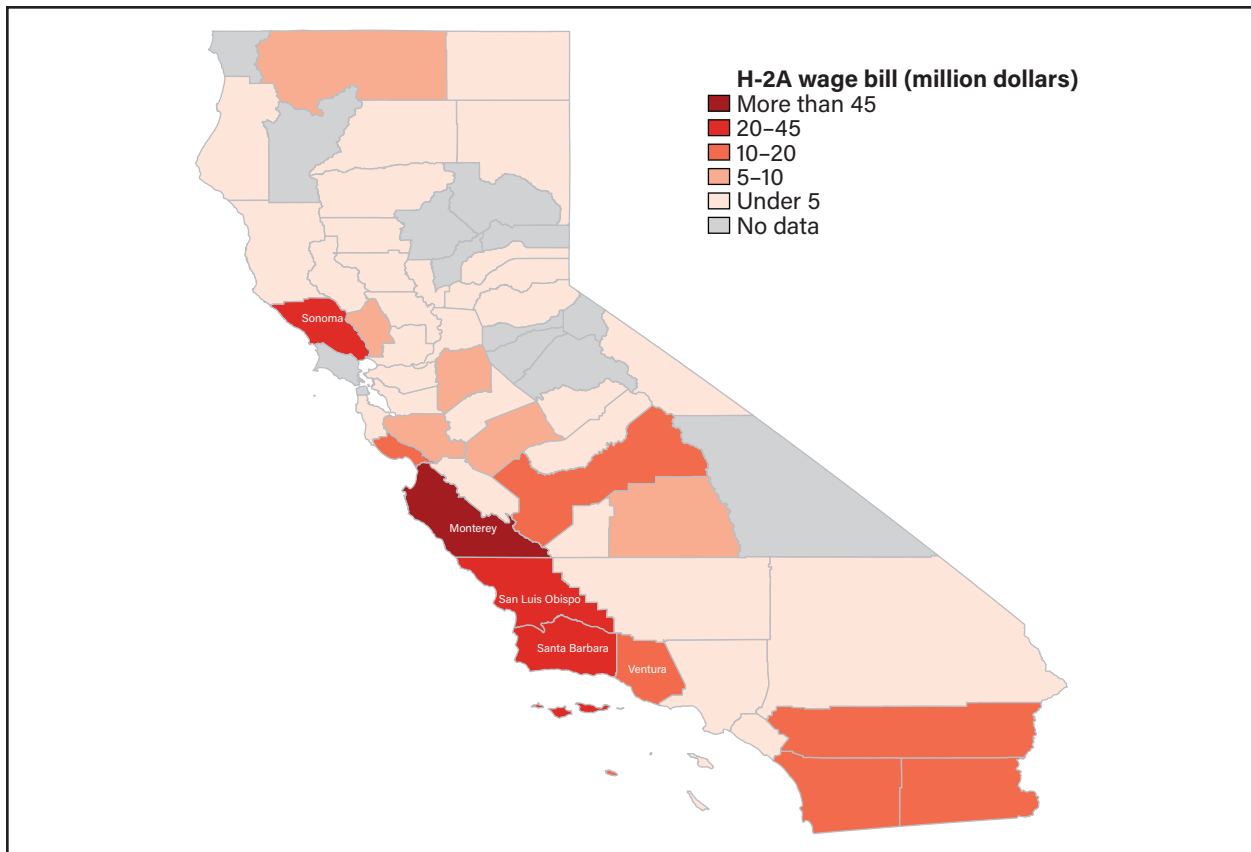 H-2A wage bill (million dollars)
More than 45
20–45
10–20
5–10
Under 5
No data
Sonoma
Monterey
San Luis Obispo
Santa Barbara
Ventura